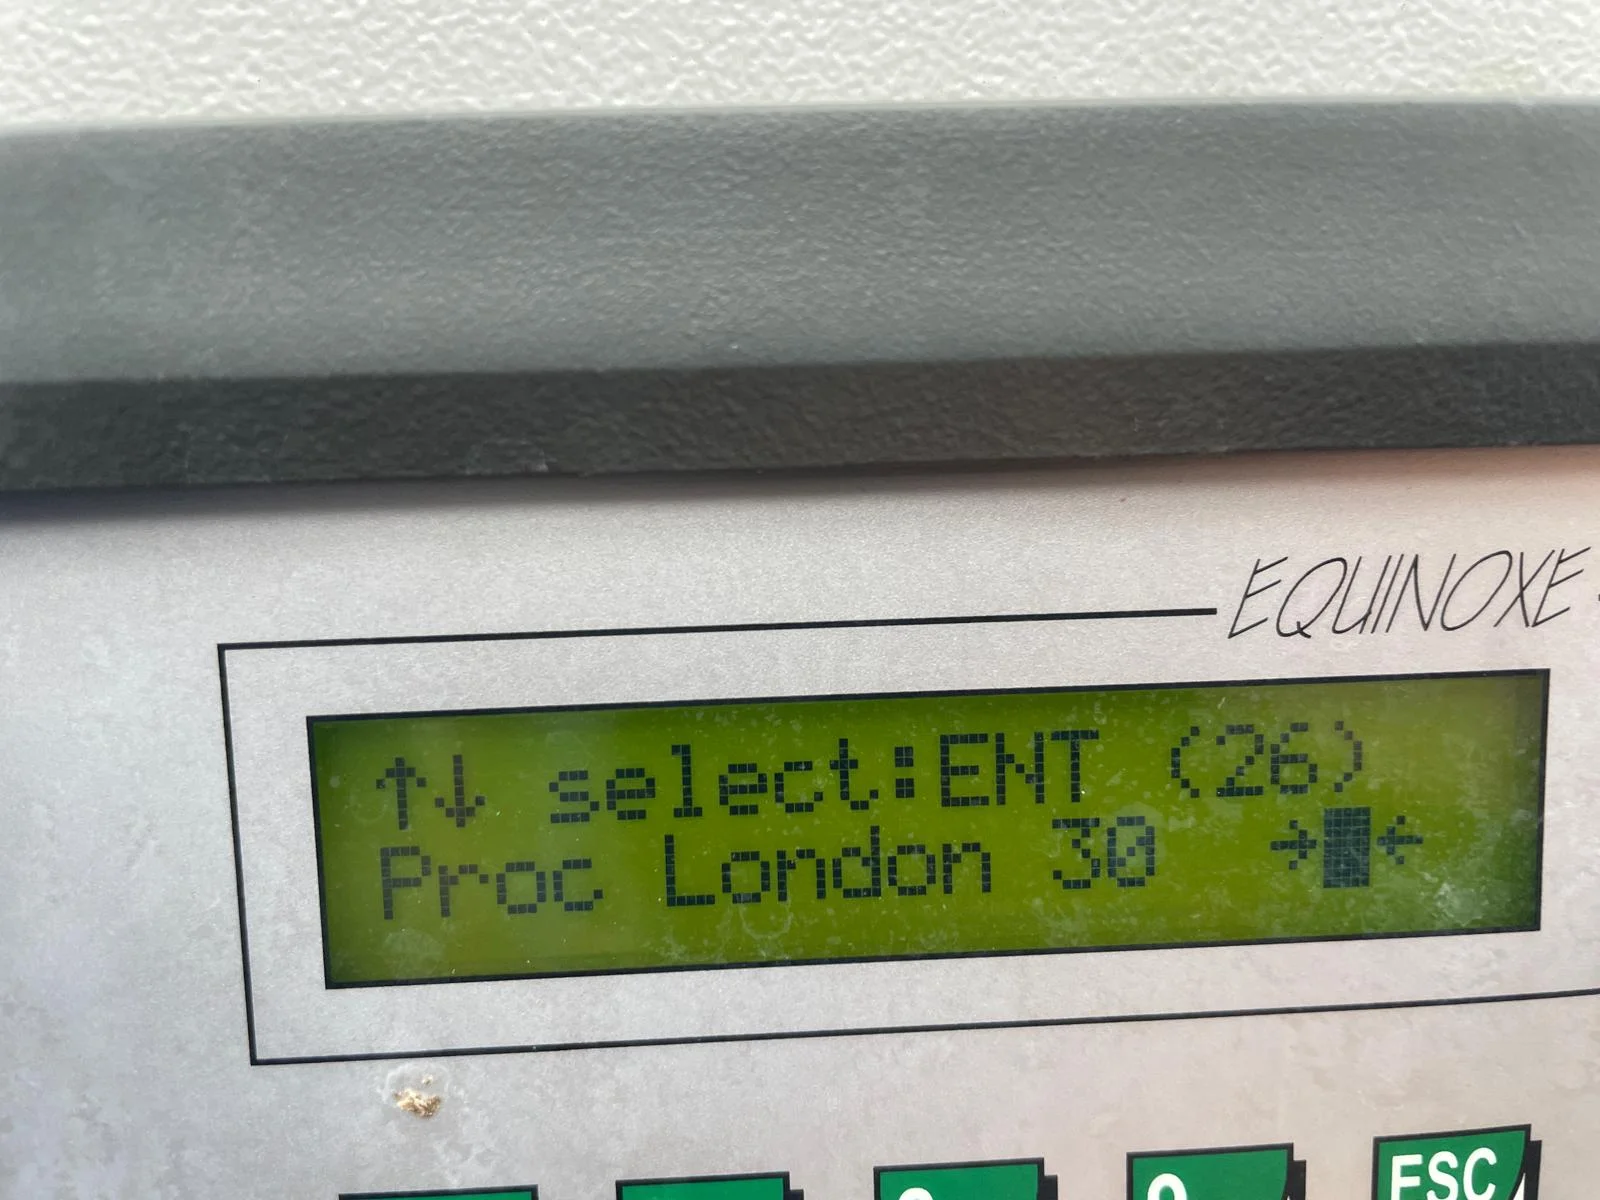 EQUINOXE
↑↓ select:ENT (26)
Proc London 30 →█←
ESC